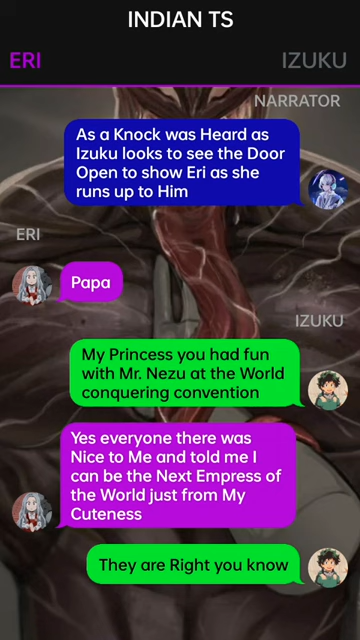 INDIAN TS
ERI
IZUKU
NARRATOR
As a Knock was Heard as
Izuku looks to see the Door
Open to show Eri as she
runs up to Him
ERI
Papa
IZUKU
My Princess you had fun
with Mr. Nezu at the World
conquering convention
Yes everyone there was
Nice to Me and told me I
can be the Next Empress of
the World just from My
Cuteness
They are Right you know